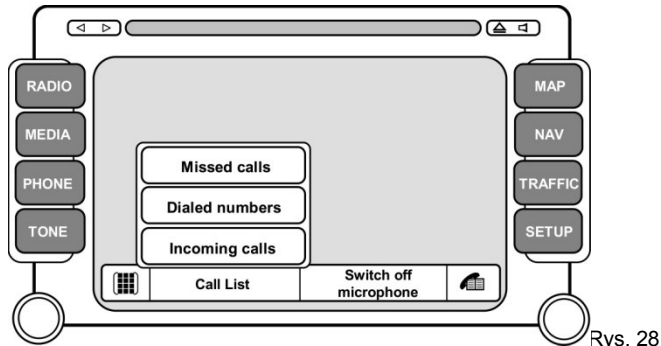 RADIO
MEDIA
PHONE
TONE
MAP
NAV
TRAFFIC
SETUP
Missed calls
Dialed numbers
Incoming calls
Call List
Switch off
microphone
Rys. 28